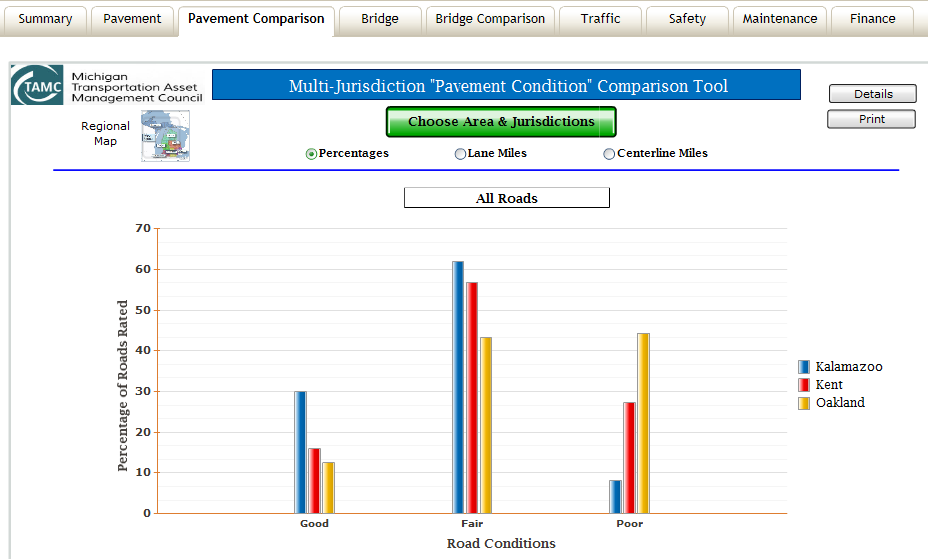 Summary
Pavement
Pavement Comparison
Bridge
Bridge Comparison
Traffic
Safety
Maintenance
Finance
TAMC
Michigan
Transportation Asset
Management Council
Multi-Jurisdiction "Pavement Condition" Comparison Tool
Details
Print
Regional
Map
Choose Area & Jurisdictions
Percentages
Lane Miles
Centerline Miles
All Roads
Percentage of Roads Rated
70
60
50
40
30
20
10
0
Good
Fair
Poor
Road Conditions
Kalamazoo
Kent
Oakland